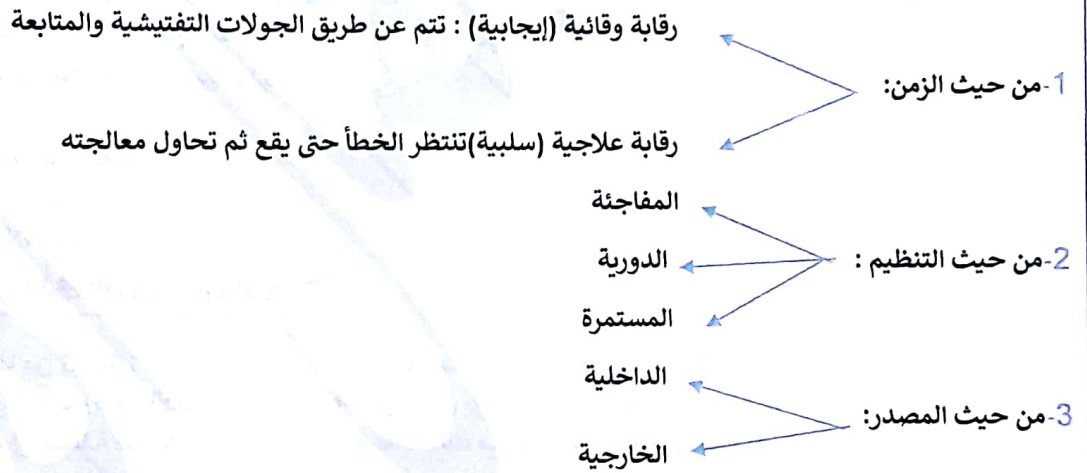 رقابة وقائية (إيجابية) : تتم عن طريق الجولات التفتيشية والمتابعة
1-من حيث الزمن:
رقابة علاجية (سلبية)تنتظر الخطأ حتى يقع ثم تحاول معالجته
المفاجئة
2-من حيث التنظيم :
الدورية
المستمرة
الداخلية
3-من حيث المصدر:
الخارجية